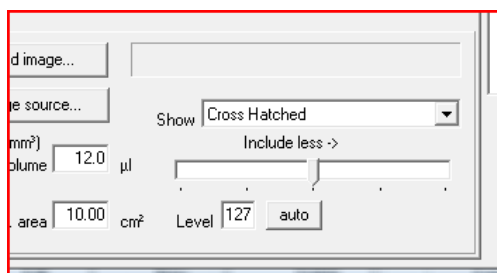 d image...
e source...
Show Cross Hatched
mm³)
olume 12.0 µl
Include less ->
. area 10.00 cm²
Level 127 auto